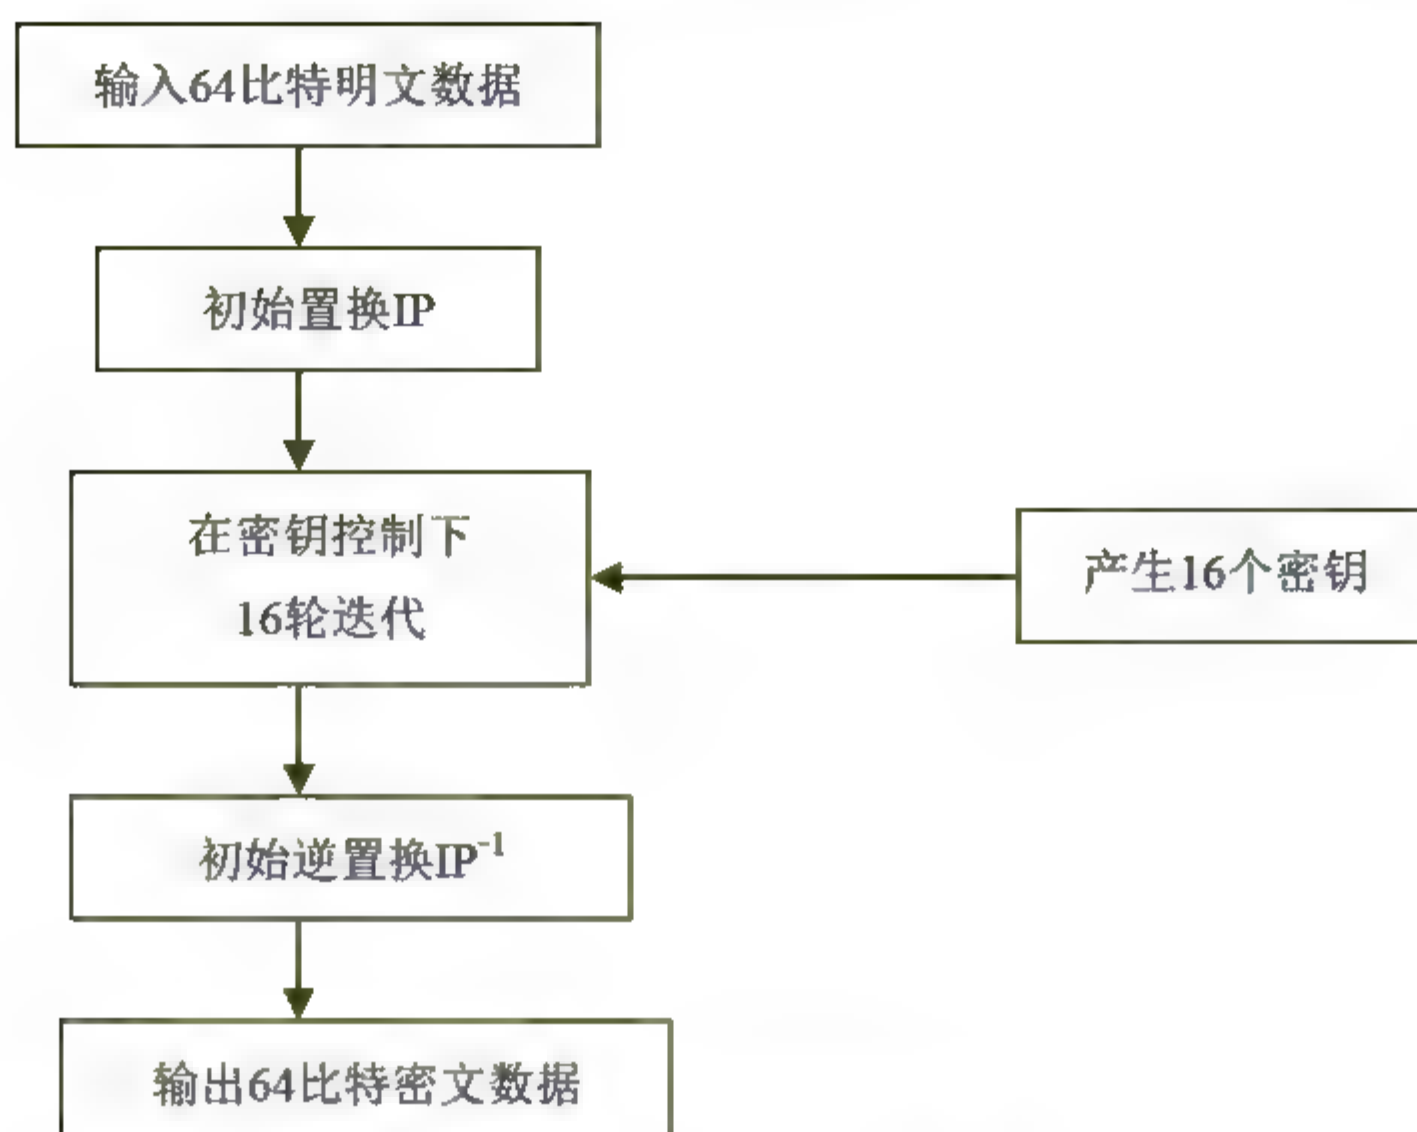 输入64比特明文数据
初始置换IP
在密钥控制下
16轮迭代
产生16个密钥
初始逆置换IP⁻¹
输出64比特密文数据